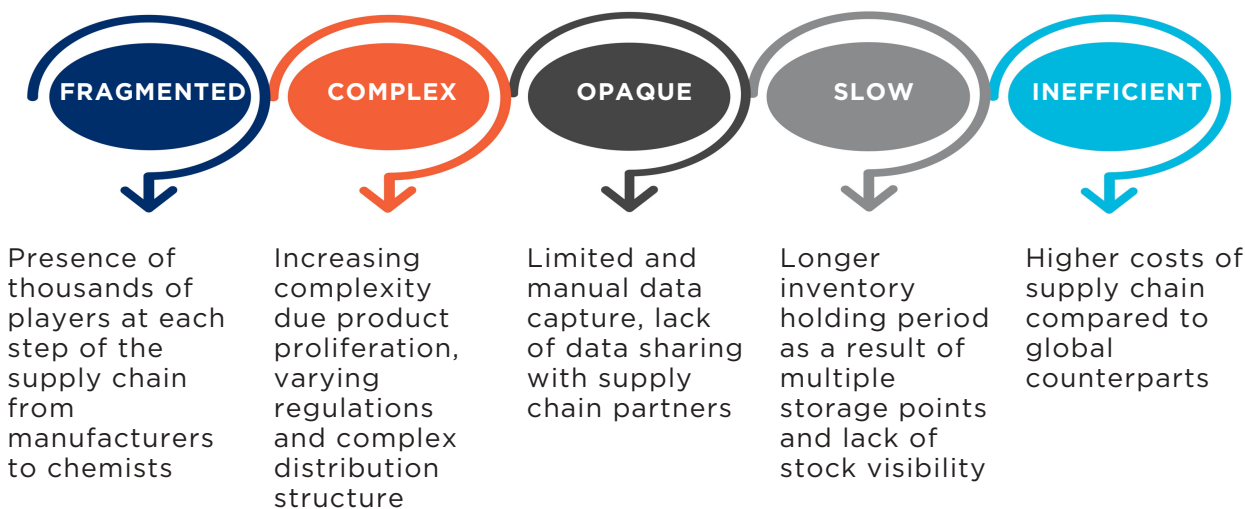 FRAGMENTED
COMPLEX
OPAQUE
SLOW
INEFFICIENT
Presence of
thousands of
players at each
step of the
supply chain
from
manufacturers
to chemists
Increasing
complexity
due product
proliferation,
varying
regulations
and complex
distribution
structure
Limited and
manual data
capture, lack
of data sharing
with supply
chain partners
Longer
inventory
holding period
as a result of
multiple
storage points
and lack of
stock visibility
Higher costs of
supply chain
compared to
global
counterparts